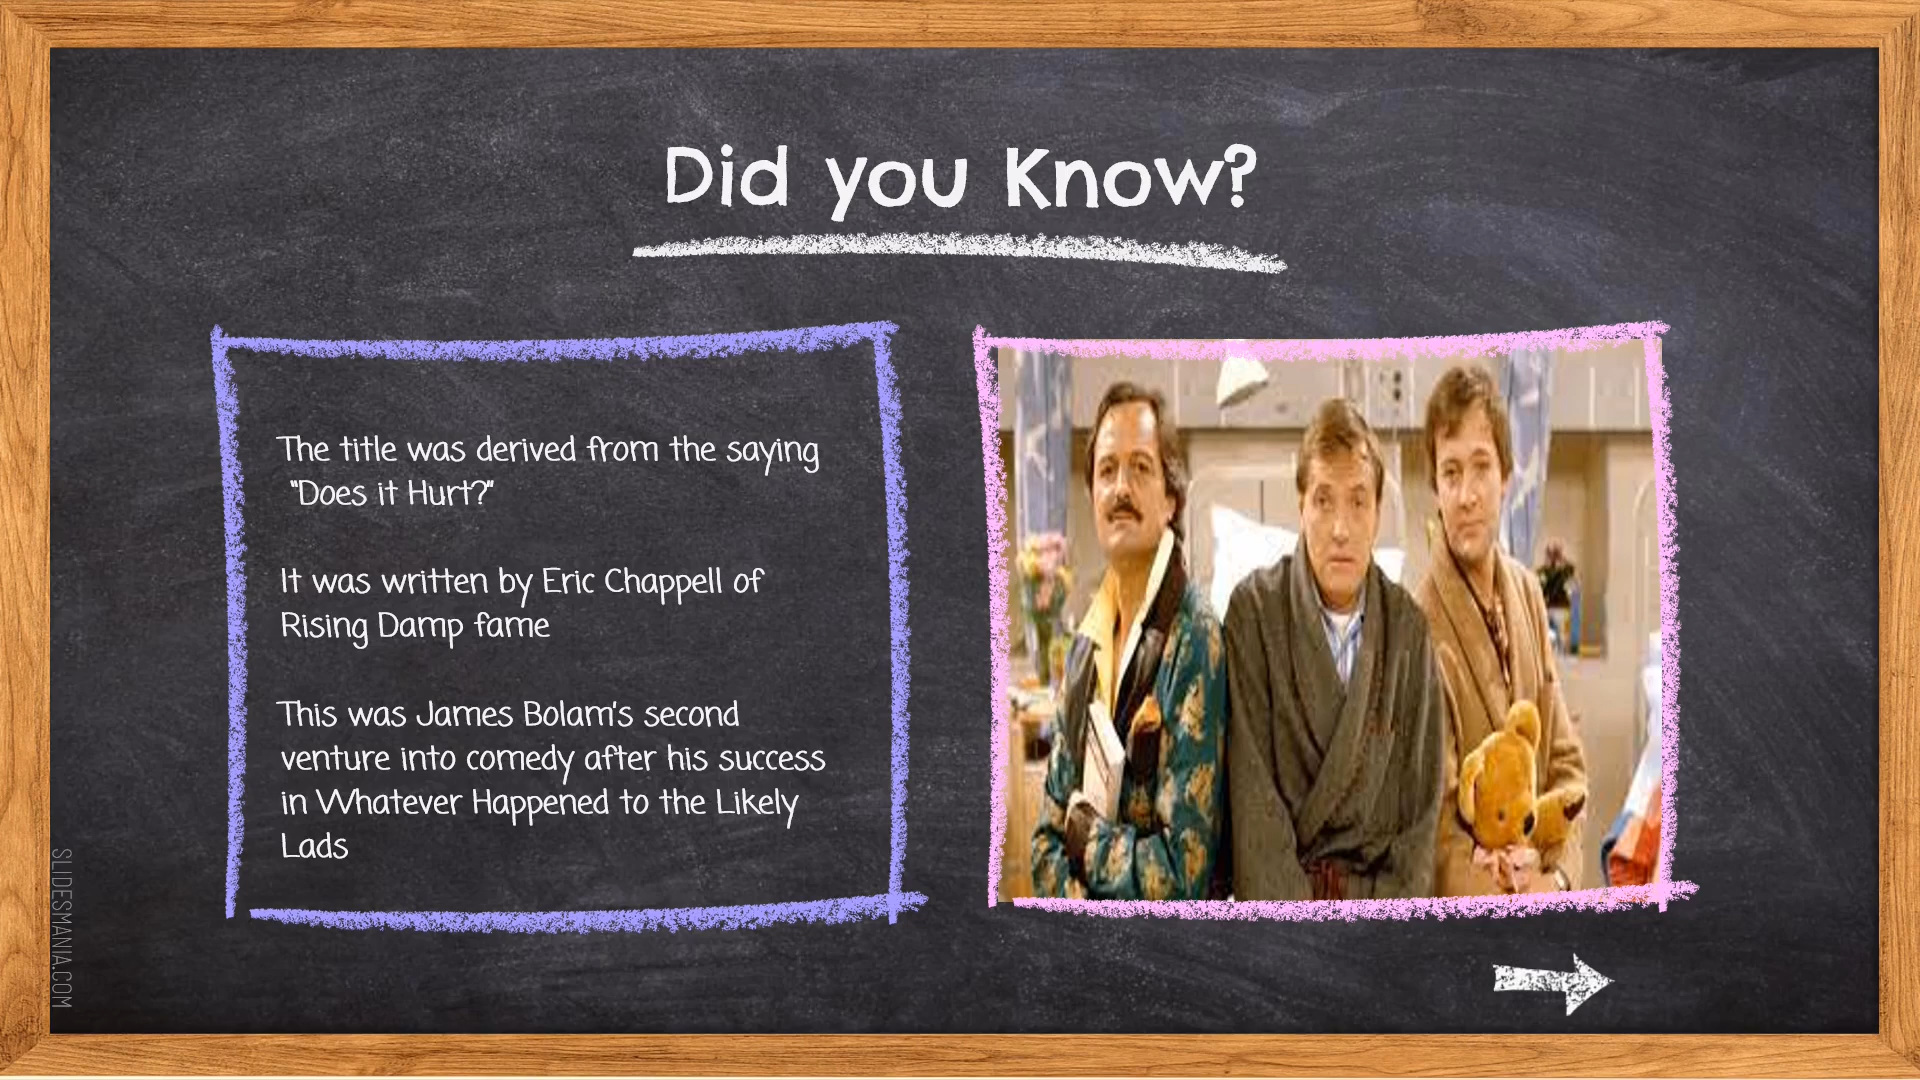 Did you Know?
The title was derived from the saying
"Does it Hurt?"
It was written by Eric Chappell of
Rising Damp fame
This was James Bolam's second
venture into comedy after his success
in Whatever Happened to the Likely
Lads
SLIDESMANIA.COM